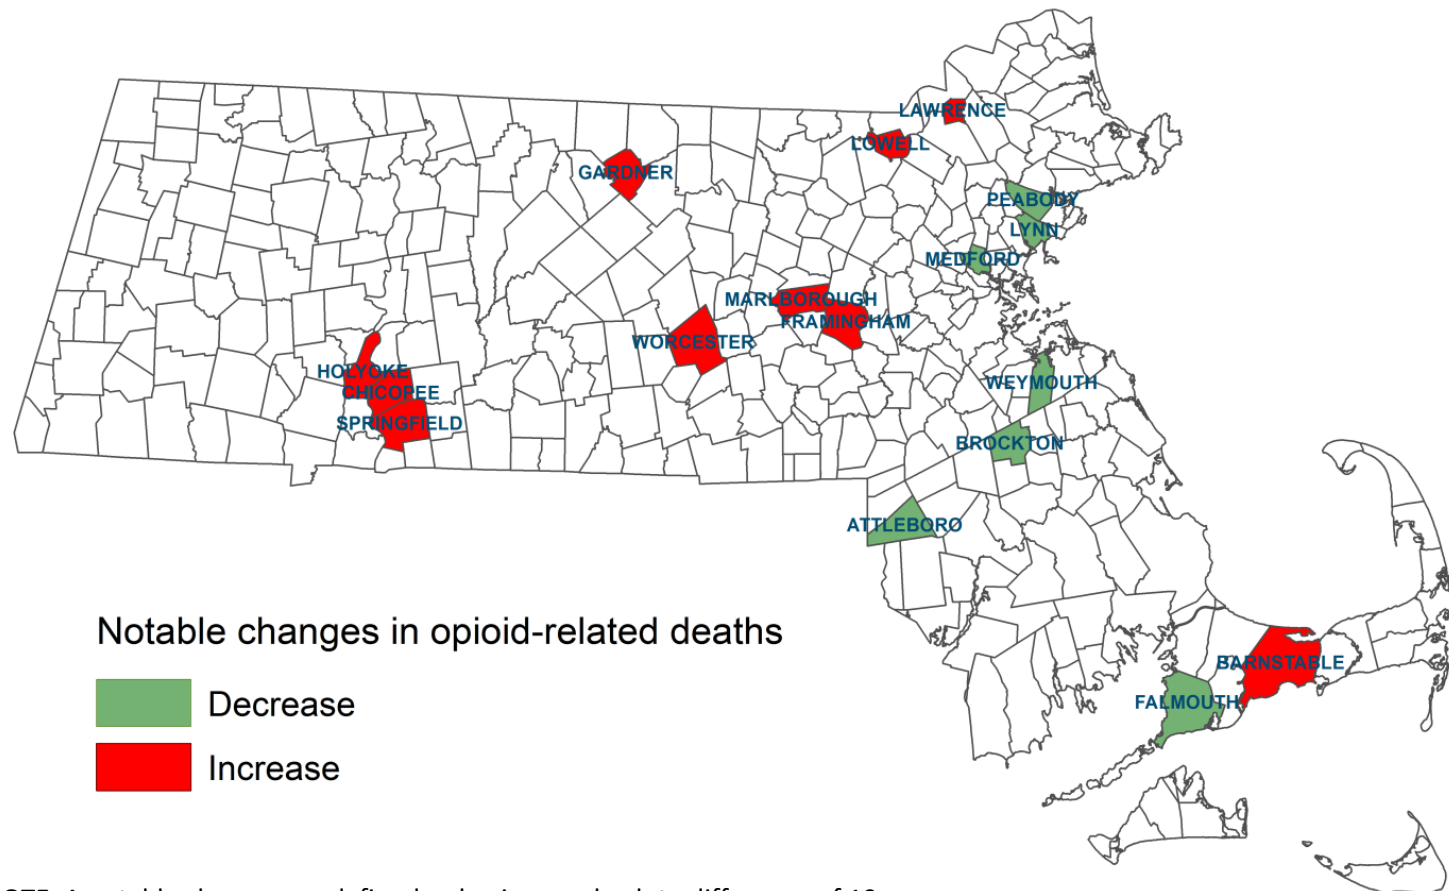 LAWRENCE
LOWELL
GARDNER
PEABODY
LYNN
MEDFORD
MARLBOROUGH
FRAMINGHAM
WORCESTER
HOLYOKE
CHICOPEE
SPRINGFIELD
WEYMOUTH
BROCKTON
ATTLEBORO
BARNSTABLE
FALMOUTH
Notable changes in opioid-related deaths
Decrease
Increase